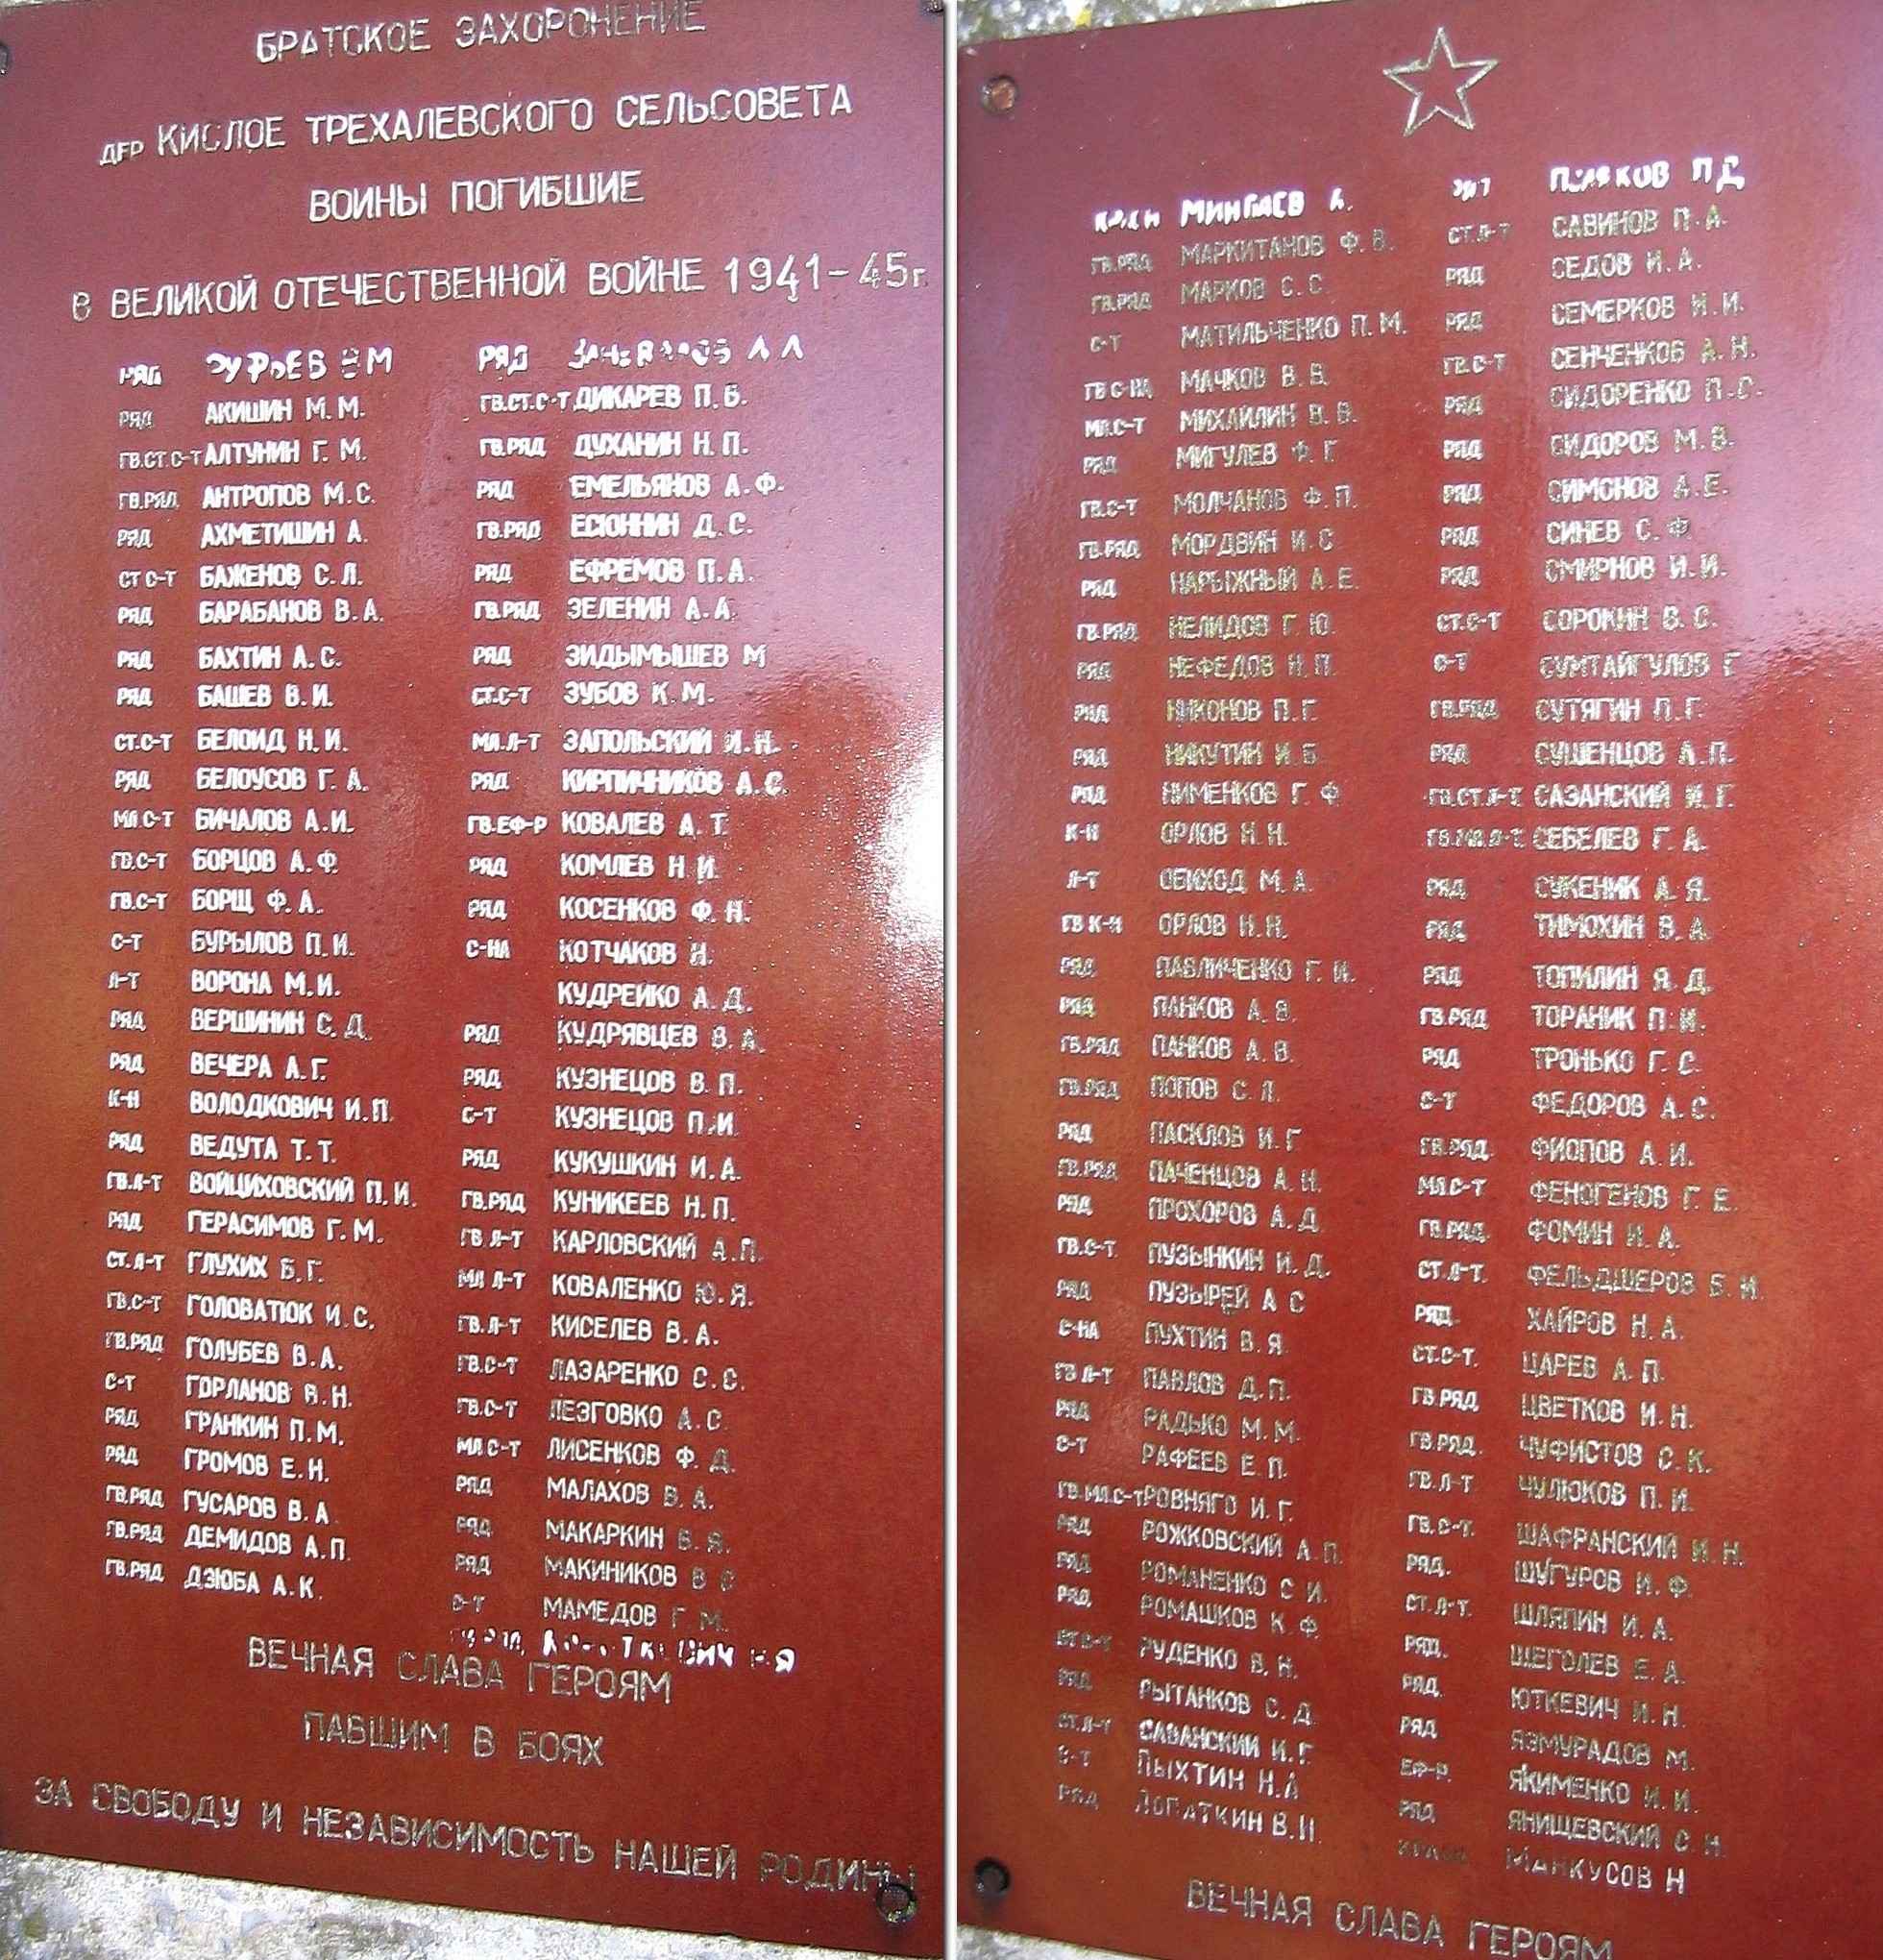 БРАТСКОЕ ЗАХОРОНЕНИЕ
ДЕР КИСЛОЕ ТРЕХАЛЕВСКОГО СЕЛЬСОВЕТА
ВОИНЫ ПОГИБШИЕ
В ВЕЛИКОЙ ОТЕЧЕСТВЕННОЙ ВОЙНЕ 1941-45г.
РЯД
РЯД АКИШИН М.М.
ГВ.СТ.С-Т АЛТУНИН Г.М.
ГВ.РЯД АНТРОПОВ М.С.
РЯД АХМЕТИШИН А.
СТ С-Т БАЖЕНОВ С.Л.
РЯД БАРАБАНОВ В.А.
РЯД БАХТИН А.С.
РЯД БАШЕВ В.И.
СТ.С-Т БЕЛОИД Н.И.
РЯД БЕЛОУСОВ Г.А.
МЛ С-Т БИЧАЛОВ А.И.
ГВ.С-Т БОРЦОВ А.Ф.
ГВ.С-Т БОРЩ Ф.А.
С-Т БУРЫЛОВ П.И.
Л-Т ВОРОНА М.И.
РЯД ВЕРШИНИН С.Д.
РЯД ВЕЧЕРА А.Г.
К-Н ВОЛОДКОВИЧ И.П.
РЯД ВЕДУТА Т.Т.
ГВ.Л-Т ВОЙЦИХОВСКИЙ П.И.
РЯД ГЕРАСИМОВ Г.М.
СТ.Л-Т ГЛУХИХ Б.Г.
ГВ.С-Т ГОЛОВАТЮК И.С.
ГВ.РЯД ГОЛУБЕВ В.А.
С-Т ГОРЛАНОВ В.Н.
РЯД ГРАНКИН П.М.
РЯД ГРОМОВ Е.Н.
ГВ.РЯД ГУСАРОВ В.А
ГВ.РЯД ДЕМИДОВ А.П.
ГВ.РЯД ДЗЮБА А.К.
РЯД
ГВ.СТ.С-Т ДИКАРЕВ П.В.
ГВ.РЯД ДУХАНИН Н.П.
РЯД ЕМЕЛЬЯНОВ А.Ф.
ГВ.РЯД ЕСЮННИН Д.С.
РЯД ЕФРЕМОВ П.А.
ГВ.РЯД ЗЕЛЕНИН А.А.
РЯД ЗИДЫМЫШЕВ М
СТ.С-Т ЗУБОВ К.М.
МЛ.Л-Т ЗАПОЛЬСКИЙ И.Н.
РЯД КИРПИЧНИКОВ А.С.
ГВ.ЕФ-Р КОВАЛЕВ А.Т
РЯД КОМЛЕВ Н.И.
РЯД КОСЕНКОВ Ф.Н.
С-НА КОТЧАКОВ Н.
КУДРЕЙКО А.Д.
РЯД КУДРЯВЦЕВ В.А.
РЯД КУЗНЕЦОВ В.П.
С-Т КУЗНЕЦОВ П.И
РЯД КУКУШКИН И.А.
ГВ.РЯД КУНИКЕЕВ Н.П.
ГВ Л-Т КАРЛОВСКИЙ А.П.
МЛ Л-Т КОВАЛЕНКО Ю.Я.
ГВ.Л-Т КИСЕЛЕВ В.А.
ГВ.С-Т ЛАЗАРЕНКО С.С.
ГВ.С-Т ЛЕЗГОВКО А.С.
МЛ С-Т ЛИСЕНКОВ Ф.Д.
РЯД МАЛАХОВ В.А.
РЯД МАКАРКИН В.Я.
РЯД МАКИНИКОВ В С
С-Т МАМЕДОВ Г.М.
ВЕЧНАЯ СЛАВА ГЕРОЯМ
ПАВШИМ В БОЯХ
ЗА СВОБОДУ И НЕЗАВИСИМОСТЬ НАШЕЙ РОДИНЫ
МИНБАЕВ А.
ГВ.РЯД МАРКИТАНОВ Ф.В.
ГВ.РЯД МАРКОВ С.С.
С-Т МАТИЛЬЧЕНКО П.М.
ГВ С-НА МАЧКОВ В.В.
МЛ.С-Т МИХАЙЛИН В.В.
РЯД МИГУЛЕВ Ф.Г
ГВ.С-Т МОЛЧАНОВ Ф.П.
ГВ.РЯД МОРДВИН И.С
РЯД НАРЫЖНЫЙ А.Е.
ГВ.РЯД НЕЛИДОВ Г.Ю.
РЯД НЕФЕДОВ Н.П.
РЯД НИКОНОВ П.Г.
РЯД НИКУТИН И.Б
РЯД НИМЕНКОВ Г.Ф
К-Н ОРЛОВ Н.Н.
Л-Т ОБИХОД М.А.
ГВ К-Н ОРЛОВ Н.Н.
РЯД ПАВЛИЧЕНКО Г.И.
РЯД ПАНКОВ А.В.
ГВ.РЯД ПАНКОВ А.В.
ГВ.РЯД ПОПОВ С.Л.
РЯД ПАСКЛОВ И.Г
ГВ.РЯД ПАЧЕНЦОВ А.Н.
РЯД ПРОХОРОВ А.Д.
ГВ.С-Т. ПУЗЫНКИН И.Д.
РЯД ПУЗЫРЕЙ А С
С-НА ПУХТИН В.Я.
ГВ Л-Т ПАВЛОВ Д.П.
РЯД РАДЬКО М.М.
С-Т РАФЕЕВ Е.П.
ГВ.МЛ.С-Т РОВНЯГО И.Г.
РЯД РОЖКОВСКИЙ А.П.
РЯД РОМАНЕНКО С И.
РЯД. РОМАШКОВ К.Ф.
РУДЕНКО В.Н.
РЯД РЫТАНКОВ С.Д.
СТ.Л-Т САЗАНСКИЙ И.Г
С-Т ПЫХТИН Н.А
РЯД ЛОПАТКИН В.И.
ПОЛЯКОВ П Д
СТ.Л-Т САВИНОВ П.А.
РЯД СЕДОВ И.А.
РЯД СЕМЕРКОВ Н.И.
ГВ.С-Т СЕНЧЕНКОВ А.Н.
РЯД СИДОРЕНКО П.С.
РЯД СИДОРОВ М.В.
РЯД СИМОНОВ А.Е.
РЯД СИНЕВ С.Ф
РЯД СМИРНОВ И.И.
СТ.С-Т СОРОКИН В.С.
С-Т СУМТАЙГУЛОВ Г
ГВ.РЯД СУТЯГИН П.Г.
РЯД СУШЕНЦОВ А.П.
ГВ.СТ.Л-Т. САЗАНСКИЙ И.Г.
ГВ.МЛ.Л-Т. СЕБЕЛЕВ Г.А.
РЯД СУКЕНИК А.Я.
РЯД ТИМОХИН В.А.
РЯД ТОПИЛИН Я.Д.
ГВ.РЯД ТОРАНИК П.И.
РЯД ТРОНЬКО Г.С.
С-Т ФЕДОРОВ А.С.
ГВ.РЯД. ФИОПОВ А.И.
МЛ.С-Т ФЕНОГЕНОВ Г.Е.
ГВ.РЯД. ФОМИН И.А.
СТ.Л-Т. ФЕЛЬДШЕРОВ Б.И.
РЯД. ХАЙРОВ Н.А.
СТ.С-Т. ЦАРЕВ А.П.
ГВ.РЯД ЦВЕТКОВ И.Н.
ГВ.РЯД. ЧУФИСТОВ С.К.
ГВ.Л-Т ЧУЛЮКОВ П.И.
ГВ.С-Т. ШАФРАНСКИЙ И.Н.
РЯД. ШУГУРОВ И.Ф.
СТ.Л-Т. ШЛЯПИН И.А.
РЯД. ЩЕГОЛЕВ Е.А.
РЯД. ЮТКЕВИЧ И.Н.
РЯД ЯЗМУРАДОВ М.
ЕФ-Р. ЯКИМЕНКО И.И.
РЯД ЯНИЩЕВСКИЙ С.Н.
МАНКУСОВ Н
ВЕЧНАЯ СЛАВА ГЕРОЯМ